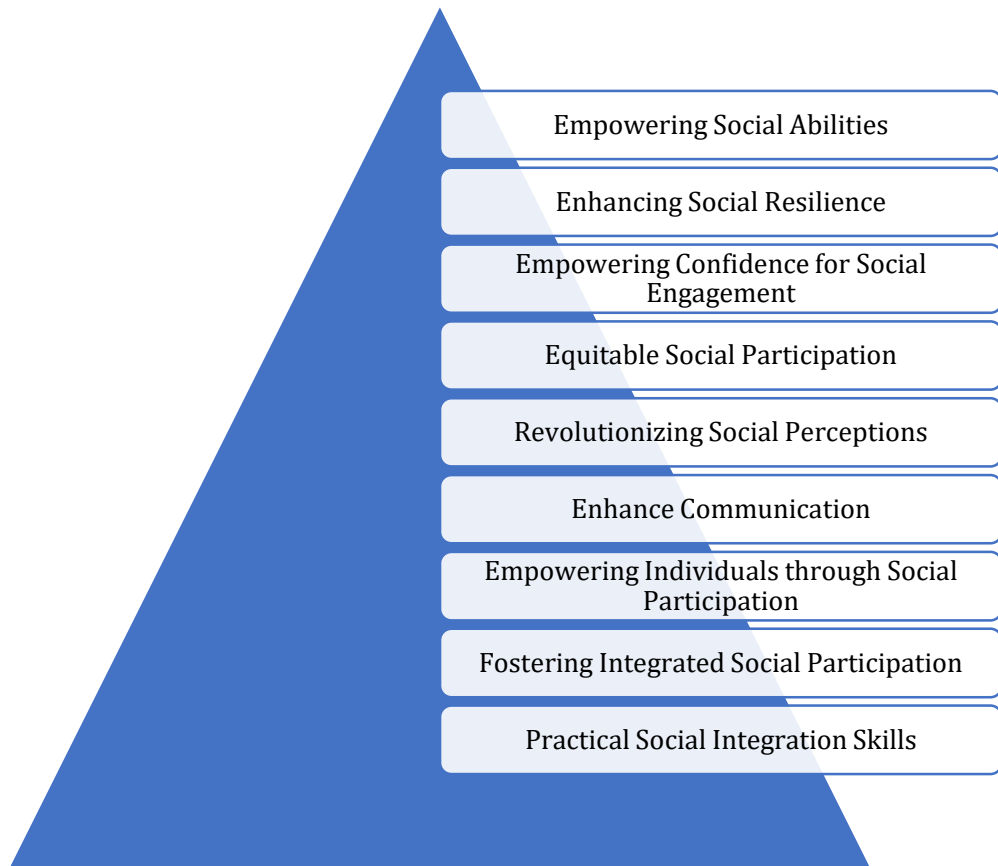 Empowering Social Abilities
Enhancing Social Resilience
Empowering Confidence for Social
Engagement
Equitable Social Participation
Revolutionizing Social Perceptions
Enhance Communication
Empowering Individuals through Social
Participation
Fostering Integrated Social Participation
Practical Social Integration Skills